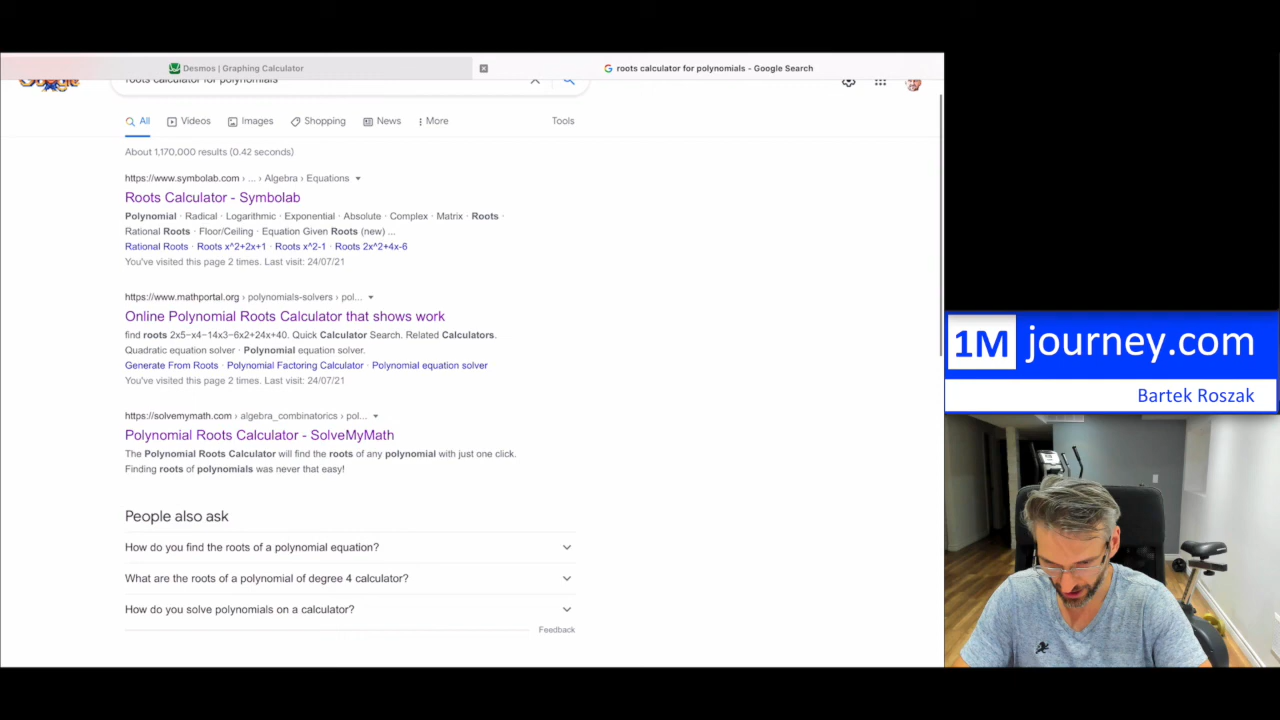 Desmos | Graphing Calculator
roots calculator for polynomials - Google Search
roots calculator for polynomials
All Videos Images Shopping News More Tools
About 1,170,000 results (0.42 seconds)
https://www.symbolab.com › ... › Algebra › Equations
Roots Calculator - Symbolab
Polynomial · Radical · Logarithmic · Exponential · Absolute · Complex · Matrix · Roots ·
Rational Roots · Floor/Ceiling · Equation Given Roots (new) ...
Rational Roots · Roots x^2+2x+1 · Roots x^2-1 · Roots 2x^2+4x-6
You've visited this page 2 times. Last visit: 24/07/21
https://www.mathportal.org › polynomials-solvers › pol...
Online Polynomial Roots Calculator that shows work
find roots 2x5−x4−14x3−6x2+24x+40. Quick Calculator Search. Related Calculators.
Quadratic equation solver · Polynomial equation solver.
Generate From Roots · Polynomial Factoring Calculator · Polynomial equation solver
You've visited this page 2 times. Last visit: 24/07/21
https://solvemymath.com › algebra_combinatorics › pol...
Polynomial Roots Calculator - SolveMyMath
The Polynomial Roots Calculator will find the roots of any polynomial with just one click.
Finding roots of polynomials was never that easy!
People also ask
How do you find the roots of a polynomial equation?
What are the roots of a polynomial of degree 4 calculator?
How do you solve polynomials on a calculator?
Feedback
1M journey.com
Bartek Roszak